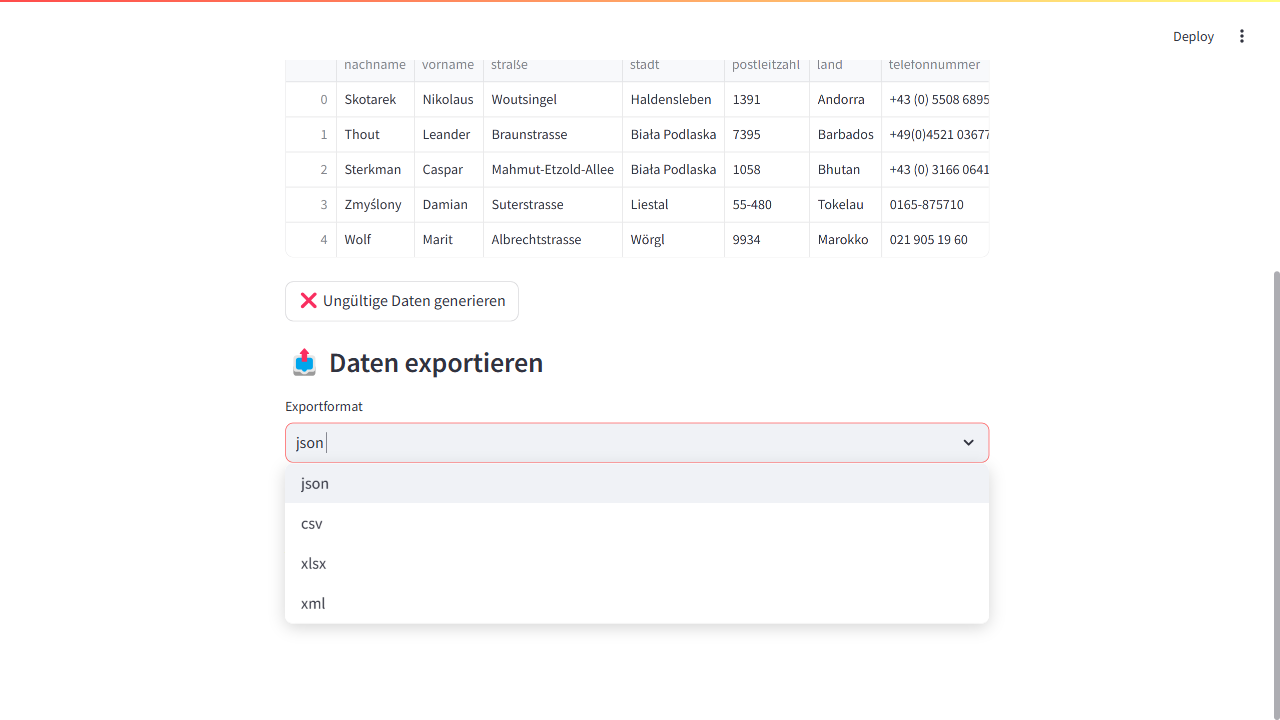 Deploy
nachname vorname straße stadt postleitzahl land telefonnummer
0 Skotarek Nikolaus Woutsingel Haldensleben 1391 Andorra +43 (0) 5508 6895
1 Thout Leander Braunstrasse Biała Podlaska 7395 Barbados +49(0)4521 03677
2 Sterkman Caspar Mahmut-Etzold-Allee Biała Podlaska 1058 Bhutan +43 (0) 3166 0641
3 Zmyślony Damian Suterstrasse Liestal 55-480 Tokelau 0165-875710
4 Wolf Marit Albrechtstrasse Wörgl 9934 Marokko 021 905 19 60
❌ Ungültige Daten generieren
📤 Daten exportieren
Exportformat
json
json
csv
xlsx
xml